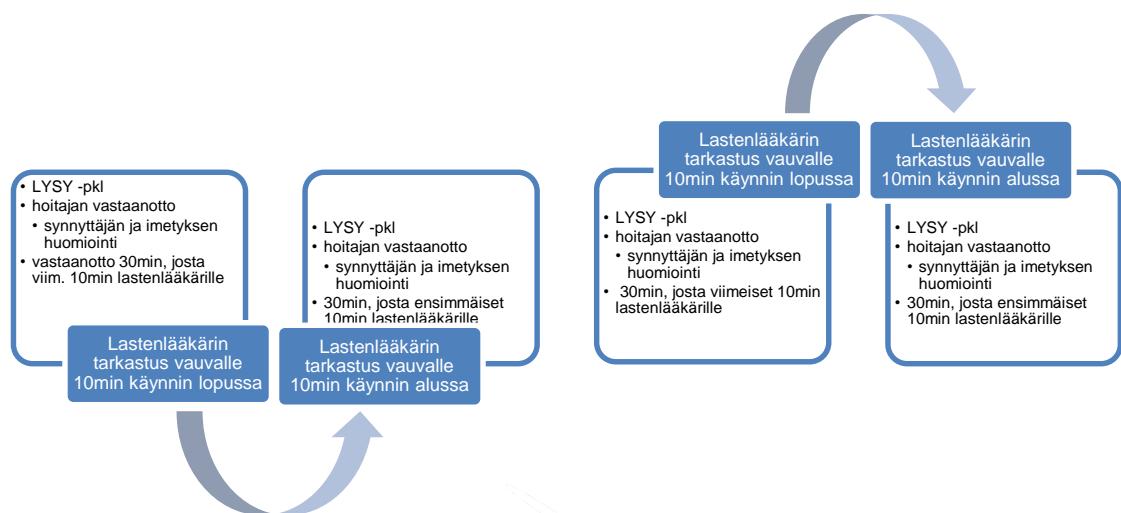 • LYSY -pkl
• hoitajan vastaanotto
• synnyttäjän ja imetyksen
huomiointi
• vastaanotto 30min, josta
viim. 10min lastenlääkärille
Lastenlääkärin
tarkastus vauvalle
10min käynnin lopussa
• LYSY -pkl
• hoitajan vastaanotto
• synnyttäjän ja imetyksen
huomiointi
• 30min, josta ensimmäiset
10min lastenlääkärille
Lastenlääkärin
tarkastus vauvalle
10min käynnin alussa
Lastenlääkärin
tarkastus vauvalle
10min käynnin lopussa
• LYSY -pkl
• hoitajan vastaanotto
• synnyttäjän ja imetyksen
huomiointi
• 30min, josta viimeiset 10min
lastenlääkärille
Lastenlääkärin
tarkastus vauvalle
10min käynnin alussa
• LYSY -pkl
• hoitajan vastaanotto
• synnyttäjän ja imetyksen
huomiointi
• 30min, josta ensimmäiset
10min lastenlääkärille